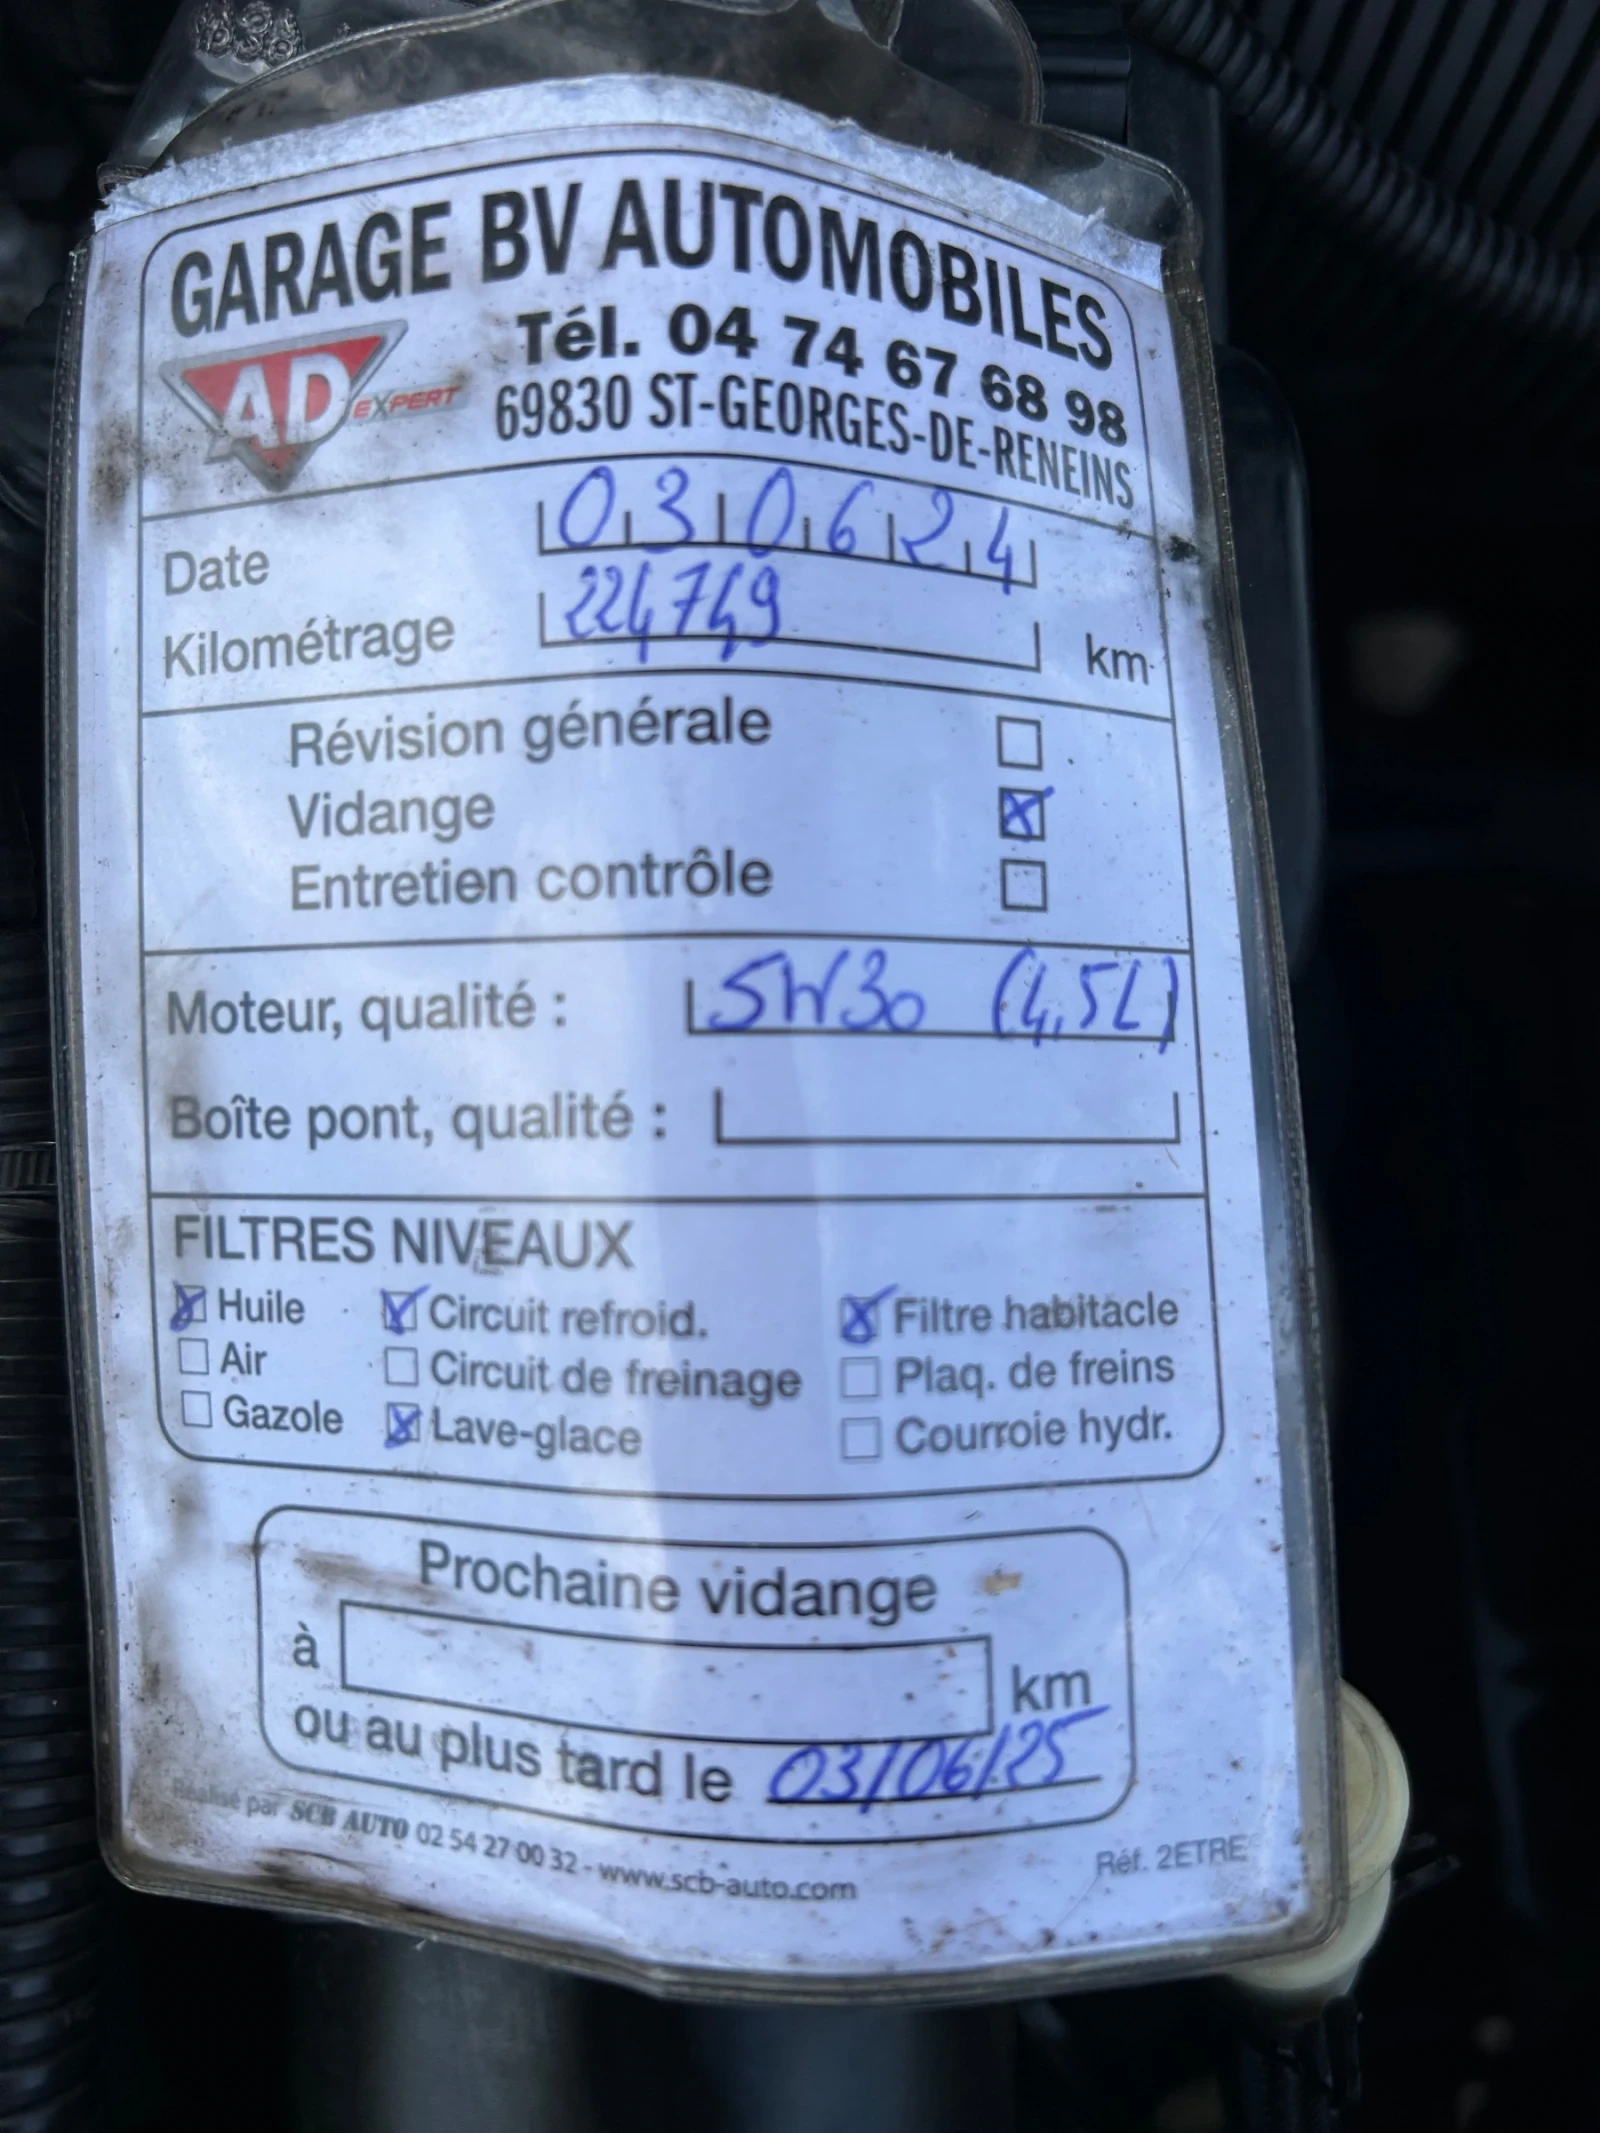 GARAGE BV AUTOMOBILES
AD EXPERT
Tél. 04 74 67 68 98
69830 ST-GEORGES-DE-RENEINS
Date 030624
Kilométrage 224749 km
Révision générale
Vidange X
Entretien contrôle
Moteur, qualité : 5W30 (4,5L)
Boîte pont, qualité :
FILTRES NIVEAUX
X Huile X Circuit refroid. X Filtre habitacle
Air Circuit de freinage Plaq. de freins
Gazole X Lave-glace Courroie hydr.
Prochaine vidange
à km
ou au plus tard le 03/06/25
Réalisé par SCB AUTO 02 54 27 00 32 - www.scb-auto.com Réf. 2ETRE